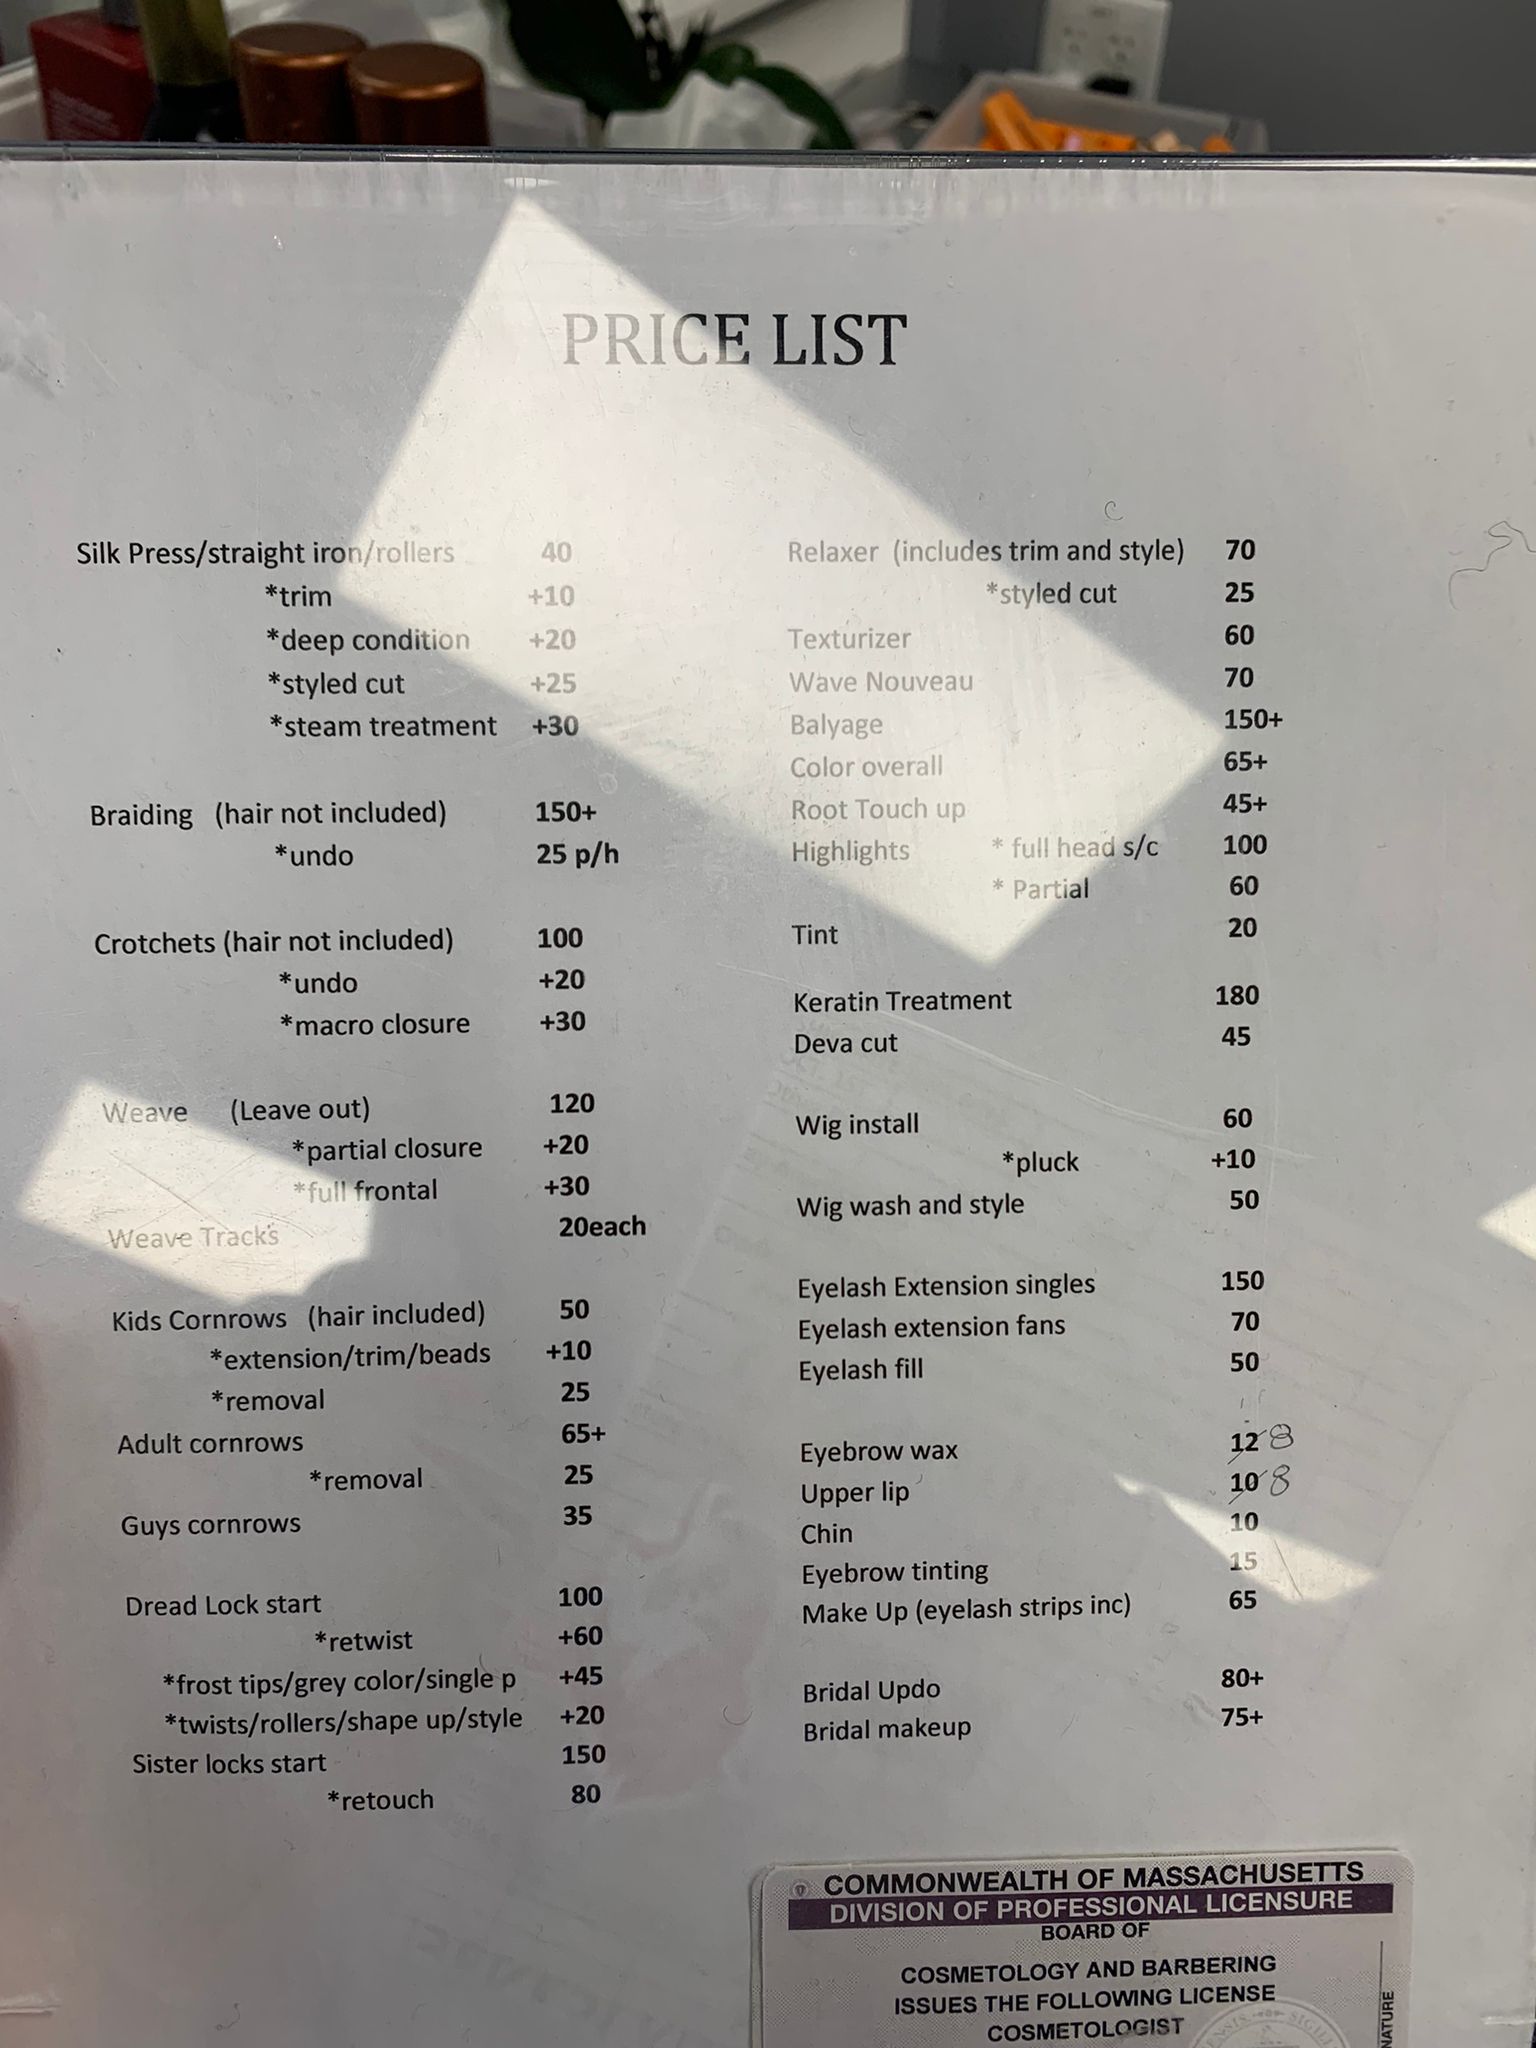 PRICE LIST
Silk Press/straight iron/rollers 40
*trim +10
*deep condition +20
*styled cut +25
*steam treatment +30
Braiding (hair not included) 150+
*undo 25 p/h
Crotchets (hair not included) 100
*undo +20
*macro closure +30
Weave (Leave out) 120
*partial closure +20
*full frontal +30
Weave Tracks 20each
Kids Cornrows (hair included) 50
*extension/trim/beads +10
*removal 25
Adult cornrows 65+
*removal 25
Guys cornrows 35
Dread Lock start 100
*retwist +60
*frost tips/grey color/single p +45
*twists/rollers/shape up/style +20
Sister locks start 150
*retouch 80
Relaxer (includes trim and style) 70
*styled cut 25
Texturizer 60
Wave Nouveau 70
Balyage 150+
Color overall 65+
Root Touch up 45+
Highlights * full head s/c 100
* Partial 60
Tint 20
Keratin Treatment 180
Deva cut 45
Wig install 60
*pluck +10
Wig wash and style 50
Eyelash Extension singles 150
Eyelash extension fans 70
Eyelash fill 50
Eyebrow wax 12 8
Upper lip 10 8
Chin 10
Eyebrow tinting 15
Make Up (eyelash strips inc) 65
Bridal Updo 80+
Bridal makeup 75+
COMMONWEALTH OF MASSACHUSETTS
DIVISION OF PROFESSIONAL LICENSURE
BOARD OF
COSMETOLOGY AND BARBERING
ISSUES THE FOLLOWING LICENSE
COSMETOLOGIST